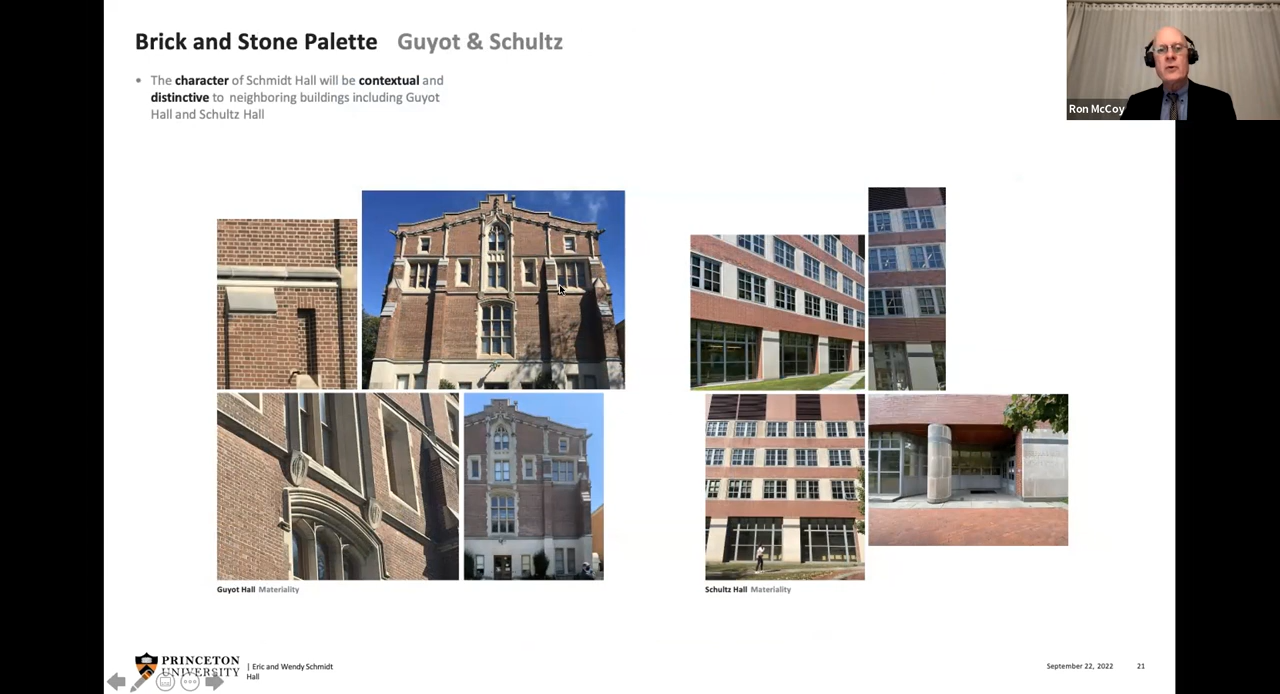 Brick and Stone Palette Guyot & Schultz
• The character of Schmidt Hall will be contextual and
distinctive to neighboring buildings including Guyot
Hall and Schultz Hall
Ron McCoy
Guyot Hall Materiality
Schultz Hall Materiality
PRINCETON
UNIVERSITY
| Eric and Wendy Schmidt
Hall
September 22, 2022
21